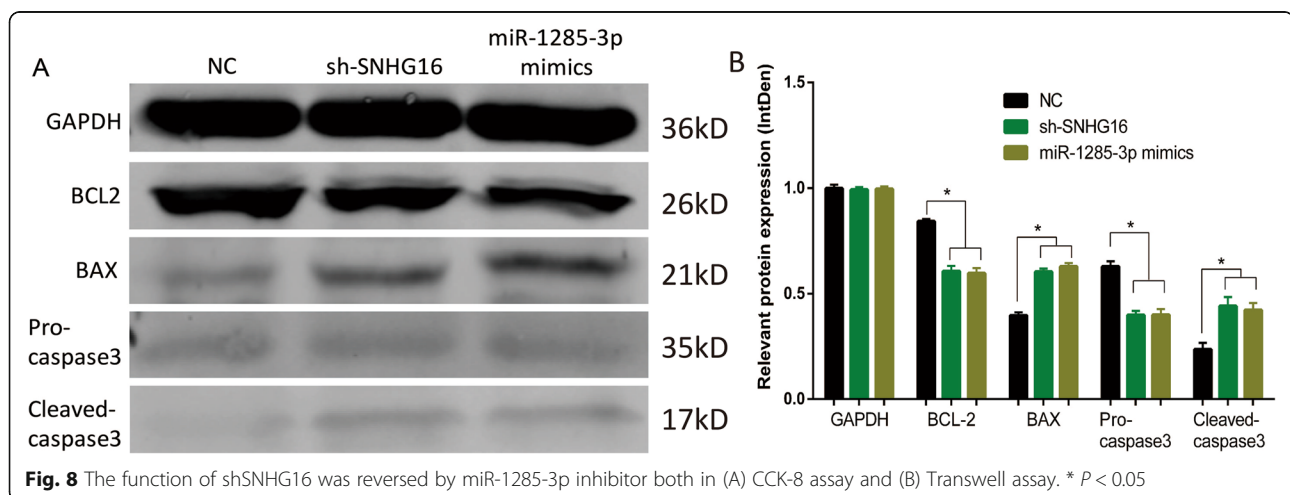 A
NC
sh-SNHG16
miR-1285-3p
mimics
GAPDH
36kD
BCL2
26kD
BAX
21kD
Pro-
caspase3
35kD
Cleaved-
caspase3
17kD
B
Relevant protein expression (IntDen)
1.5
1.0
0.5
0.0
NC
sh-SNHG16
miR-1285-3p mimics
*
*
*
*
GAPDH
BCL-2
BAX
Pro-
caspase3
Cleaved-
caspase3
Fig. 8 The function of shSNHG16 was reversed by miR-1285-3p inhibitor both in (A) CCK-8 assay and (B) Transwell assay. * P < 0.05